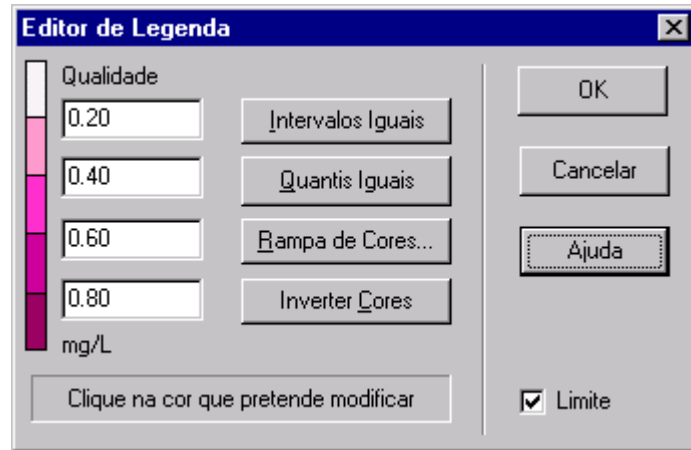 Editor de Legenda
Qualidade
0.20
0.40
0.60
0.80
mg/L
Intervalos Iguais
Quantis Iguais
Rampa de Cores...
Inverter Cores
Clique na cor que pretende modificar
OK
Cancelar
Ajuda
Limite